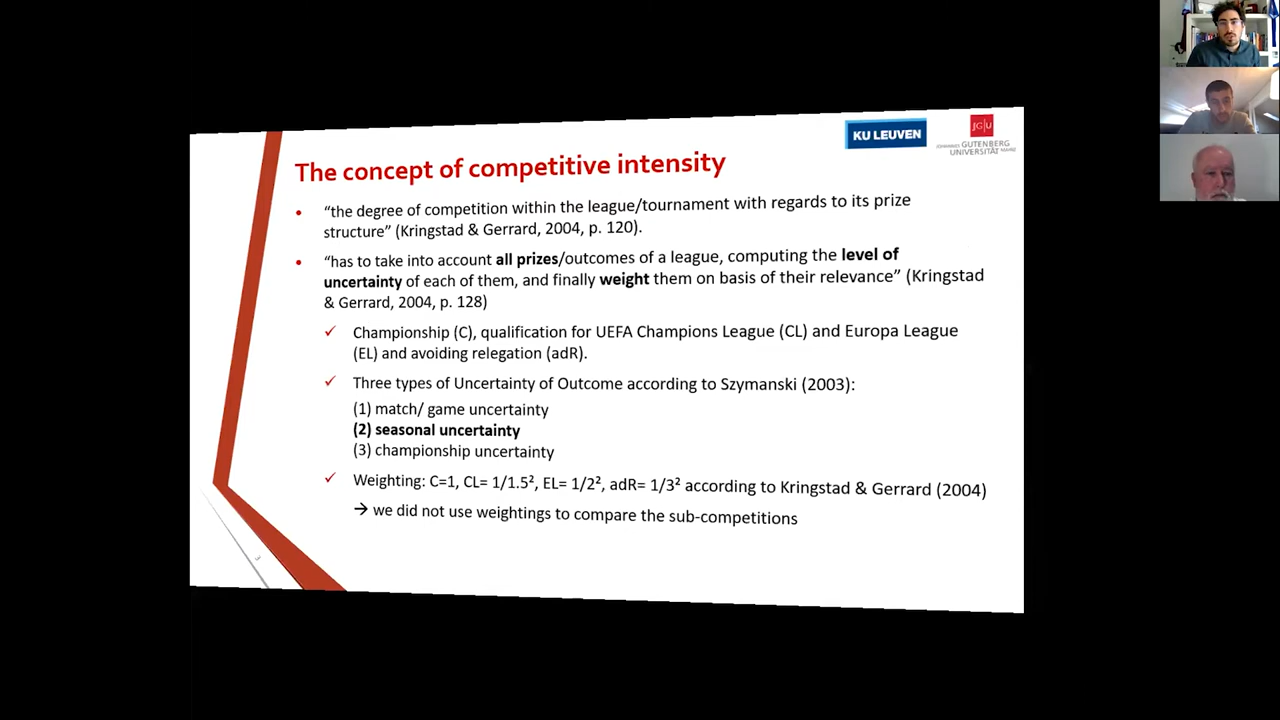 KU LEUVEN
JG|U
JOHANNES GUTENBERG
UNIVERSITÄT MAINZ
The concept of competitive intensity
• “the degree of competition within the league/tournament with regards to its prize
structure” (Kringstad & Gerrard, 2004, p. 120).
• “has to take into account all prizes/outcomes of a league, computing the level of
uncertainty of each of them, and finally weight them on basis of their relevance” (Kringstad
& Gerrard, 2004, p. 128)
✓ Championship (C), qualification for UEFA Champions League (CL) and Europa League
(EL) and avoiding relegation (adR).
✓ Three types of Uncertainty of Outcome according to Szymanski (2003):
(1) match/ game uncertainty
(2) seasonal uncertainty
(3) championship uncertainty
✓ Weighting: C=1, CL= 1/1.5², EL= 1/2², adR= 1/3² according to Kringstad & Gerrard (2004)
→ we did not use weightings to compare the sub-competitions
3